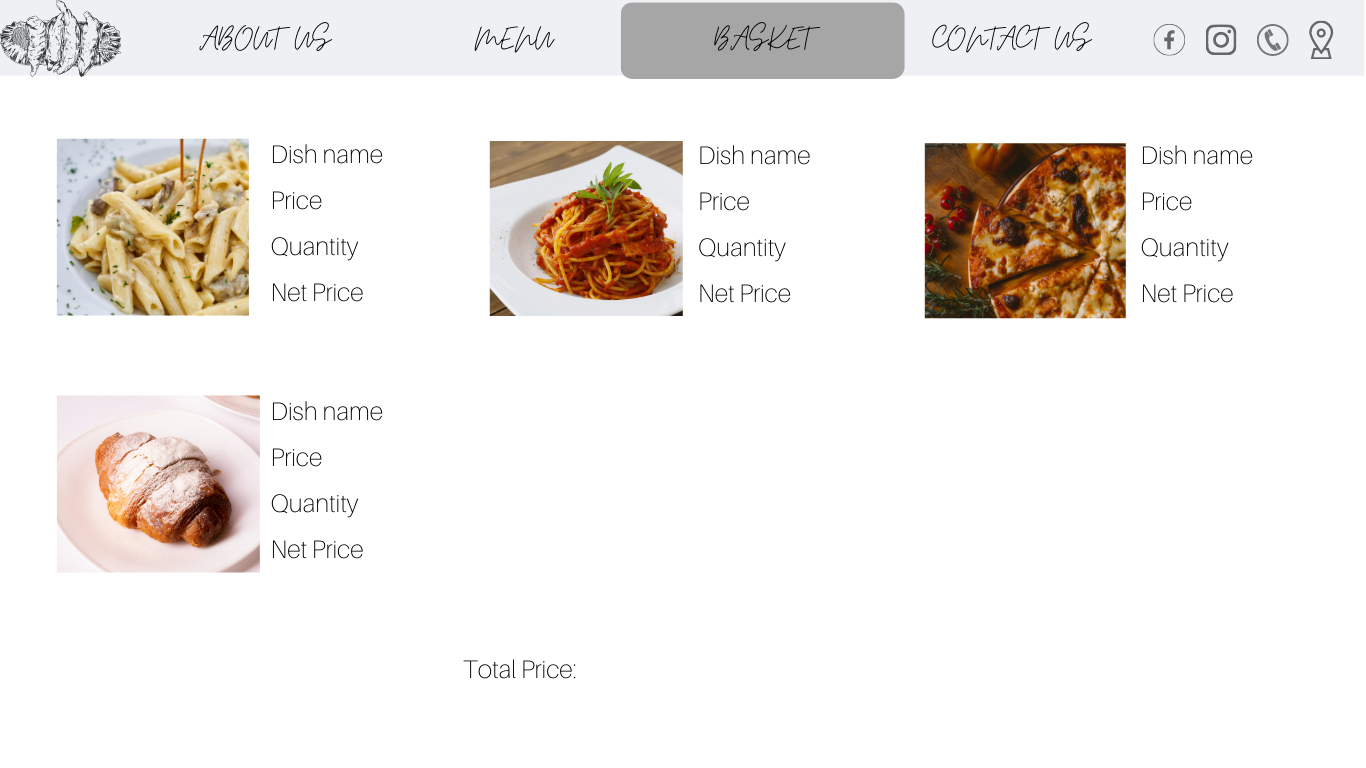 ABOUT US
MENU
BASKET
CONTACT US
Dish name
Price
Quantity
Net Price
Dish name
Price
Quantity
Net Price
Dish name
Price
Quantity
Net Price
Dish name
Price
Quantity
Net Price
Total Price: